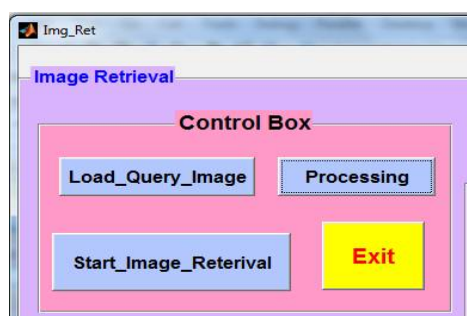 Img_Ret
Image Retrieval
Control Box
Load_Query_Image
Processing
Start_Image_Reterival
Exit